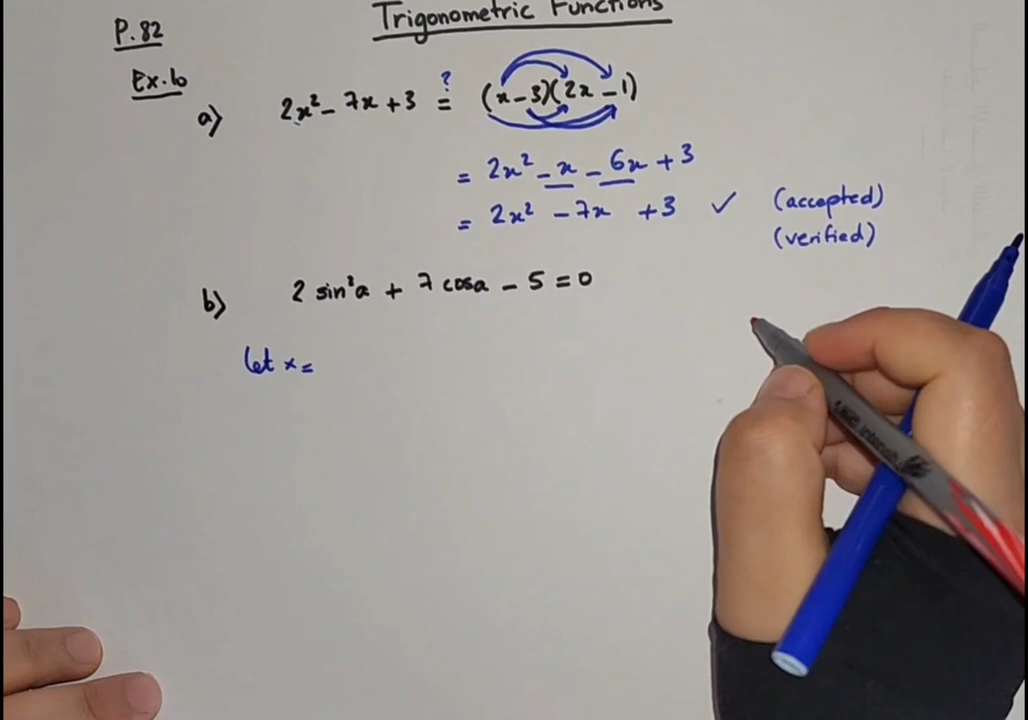 Trigonometric Functions
P.82
Ex.10
a) 2x² - 7x + 3 ?= (x - 3)(2x - 1)
= 2x² - x - 6x + 3
= 2x² - 7x + 3 ✓ (accepted)
(verified)
b) 2 sin²a + 7 cosa - 5 = 0
let x =